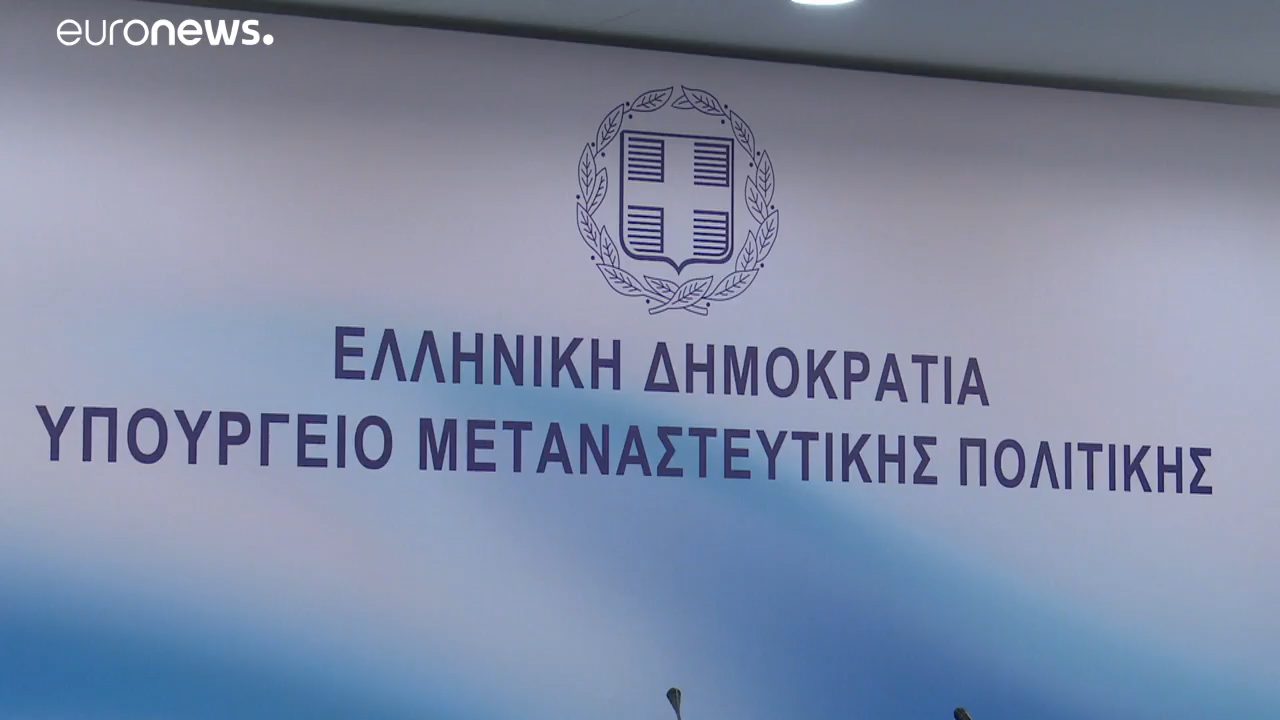 euronews.
ΕΛΛΗΝΙΚΗ ΔΗΜΟΚΡΑΤΙΑ
ΥΠΟΥΡΓΕΙΟ ΜΕΤΑΝΑΣΤΕΥΤΙΚΗΣ ΠΟΛΙΤΙΚΗΣ